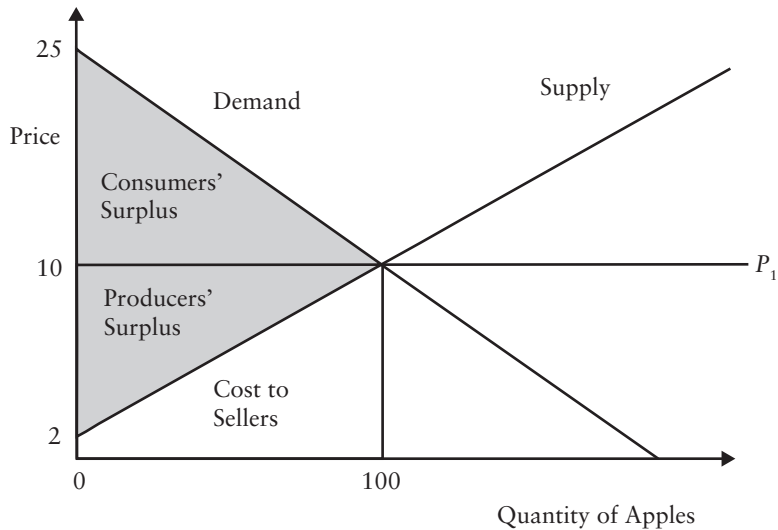 25
Demand
Supply
Price
Consumers’
Surplus
10
P1
Producers’
Surplus
Cost to
Sellers
2
0
100
Quantity of Apples